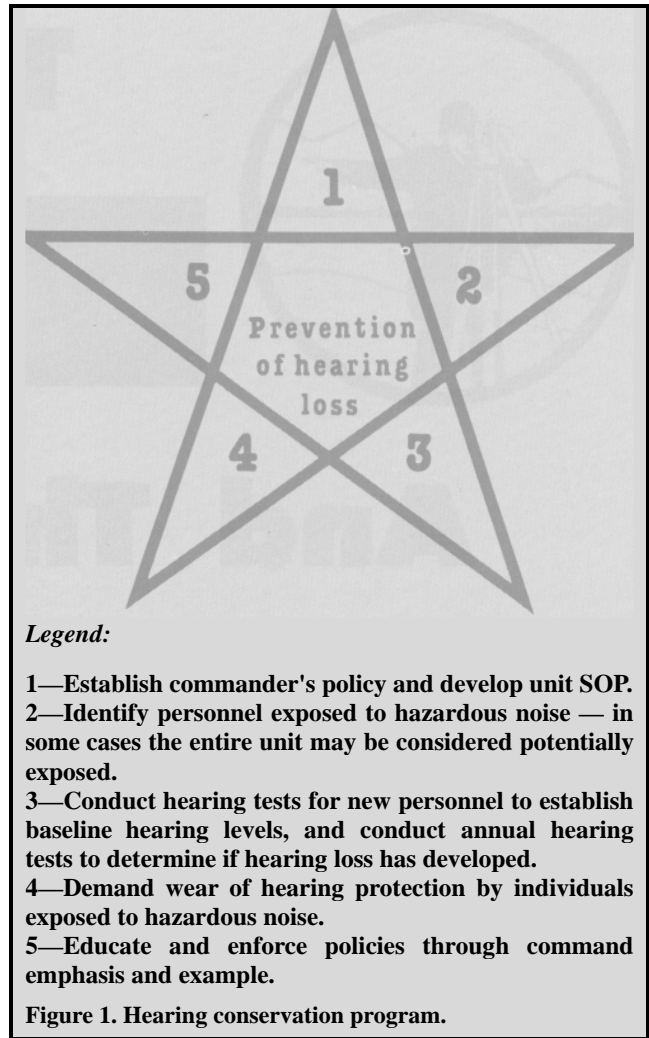 1
5
2
Prevention
of hearing
loss
4
3
Legend:
1—Establish commander's policy and develop unit SOP.
2—Identify personnel exposed to hazardous noise — in
some cases the entire unit may be considered potentially
exposed.
3—Conduct hearing tests for new personnel to establish
baseline hearing levels, and conduct annual hearing
tests to determine if hearing loss has developed.
4—Demand wear of hearing protection by individuals
exposed to hazardous noise.
5—Educate and enforce policies through command
emphasis and example.
Figure 1. Hearing conservation program.